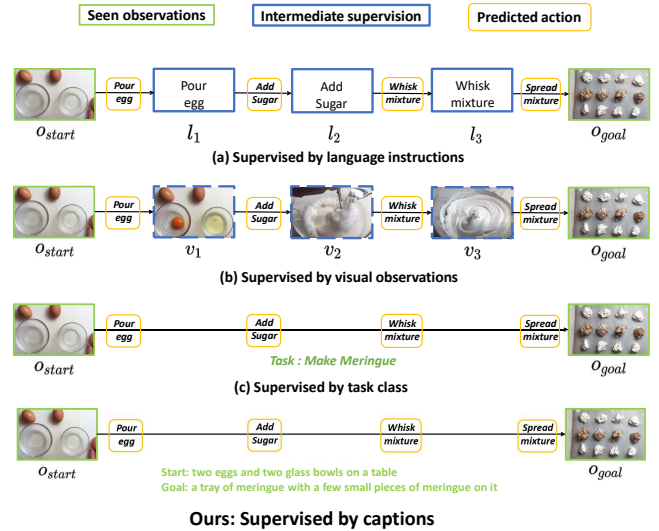 Seen observations
Intermediate supervision
Predicted action
Pour egg
Pour egg
Add Sugar
Add Sugar
Whisk mixture
Whisk mixture
Spread mixture
o_start
l_1
l_2
l_3
o_goal
(a) Supervised by language instructions
Pour egg
Add Sugar
Whisk mixture
Spread mixture
o_start
v_1
v_2
v_3
o_goal
(b) Supervised by visual observations
Pour egg
Add Sugar
Whisk mixture
Spread mixture
Task : Make Meringue
o_start
o_goal
(c) Supervised by task class
Pour egg
Add Sugar
Whisk mixture
Spread mixture
o_start
o_goal
Start: two eggs and two glass bowls on a table
Goal: a tray of meringue with a few small pieces of meringue on it
Ours: Supervised by captions